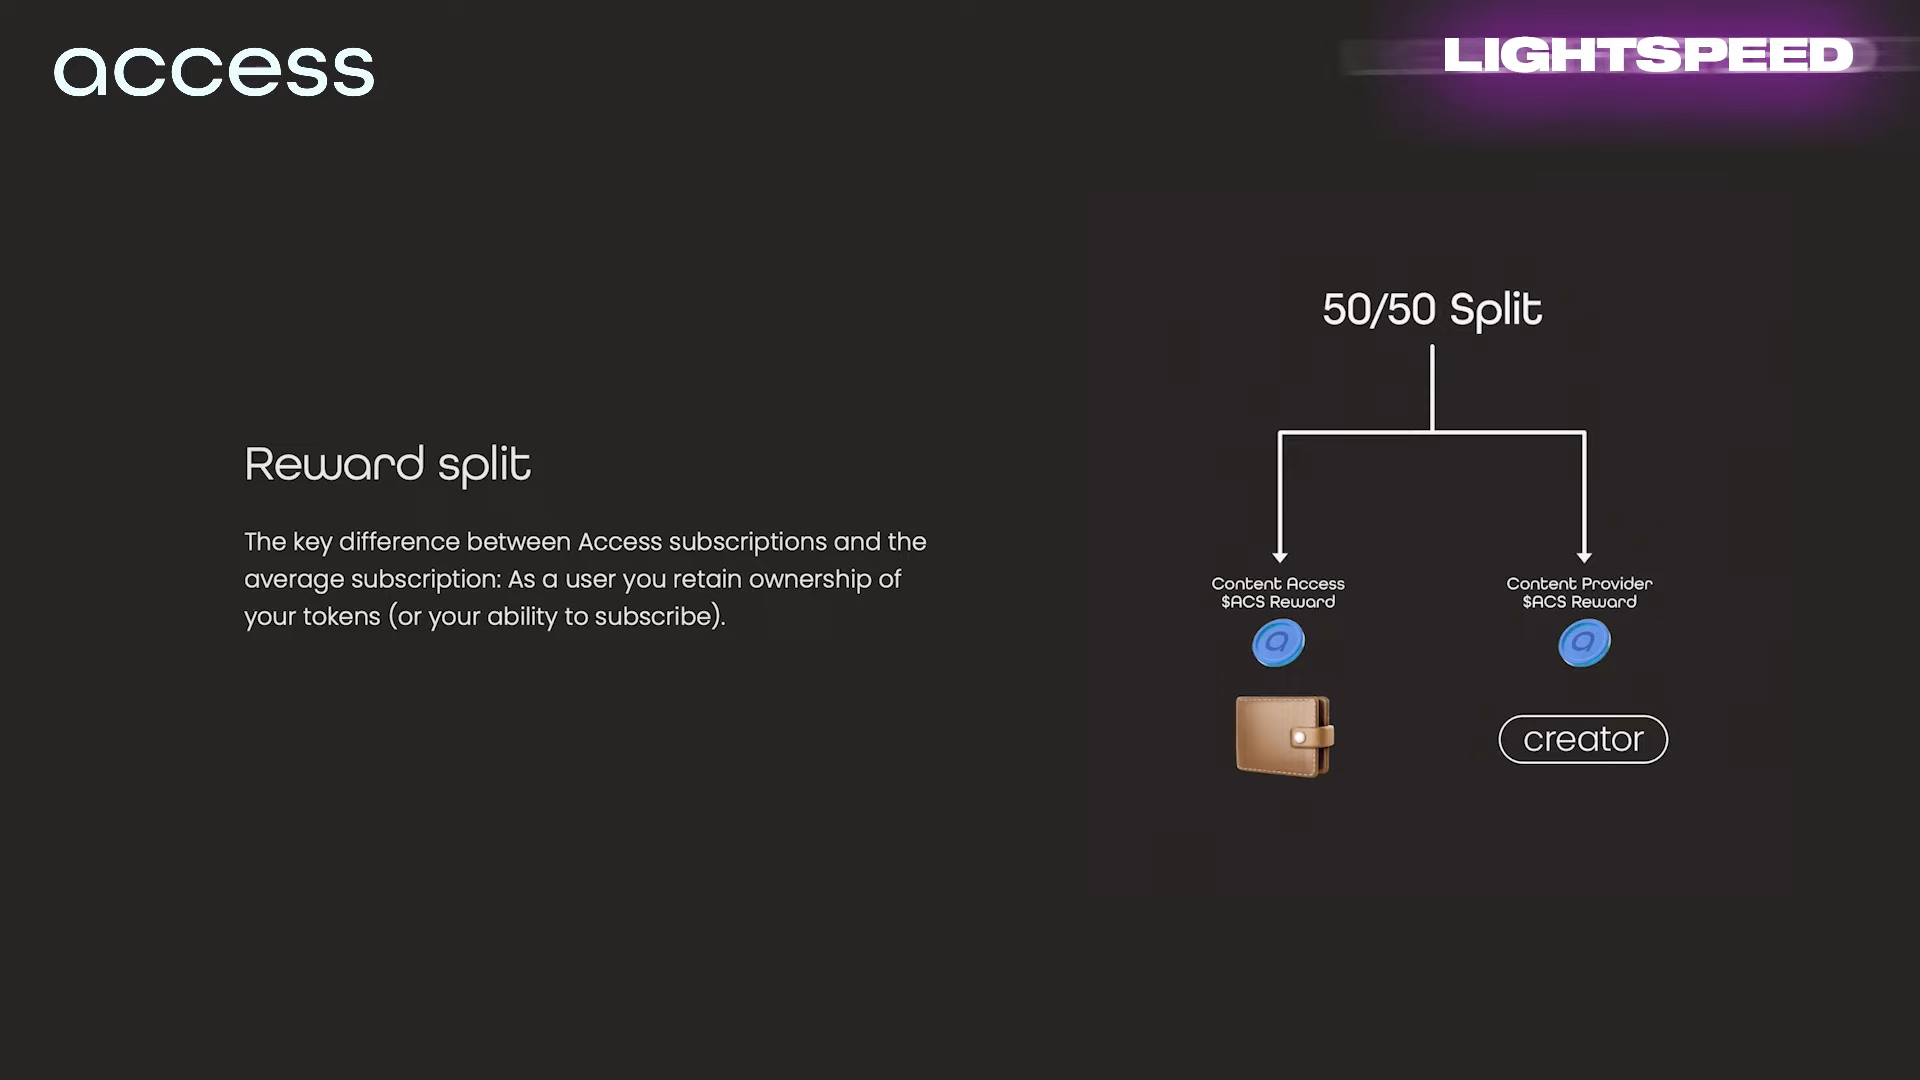 access
LIGHTSPEED
Reward split
The key difference between Access subscriptions and the
average subscription: As a user you retain ownership of
your tokens (or your ability to subscribe).
50/50 Split
Content Access
$ACS Reward
a
Content Provider
$ACS Reward
a
creator